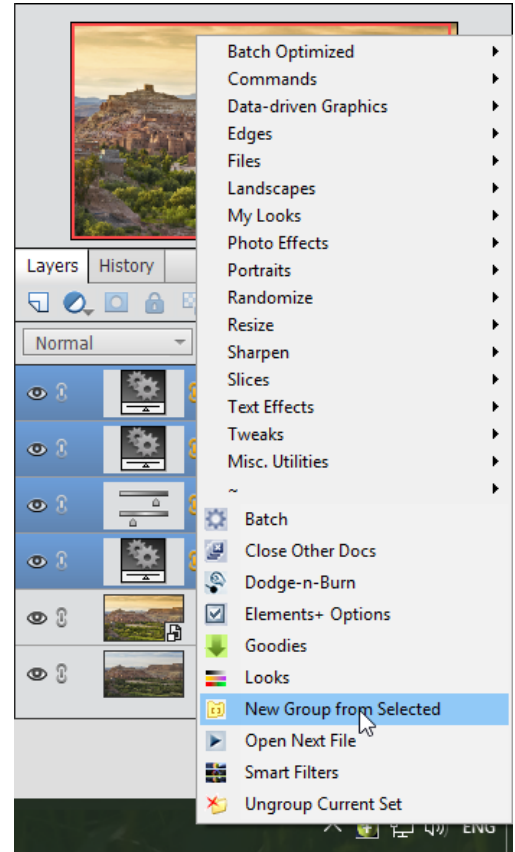 Batch Optimized
Commands
Data-driven Graphics
Edges
Files
Landscapes
My Looks
Photo Effects
Layers History
Portraits
Randomize
Resize
Normal
Sharpen
Slices
Text Effects
Tweaks
Misc. Utilities
~
Batch
Close Other Docs
Dodge-n-Burn
Elements+ Options
Goodies
Looks
New Group from Selected
Open Next File
Smart Filters
Ungroup Current Set
ENG